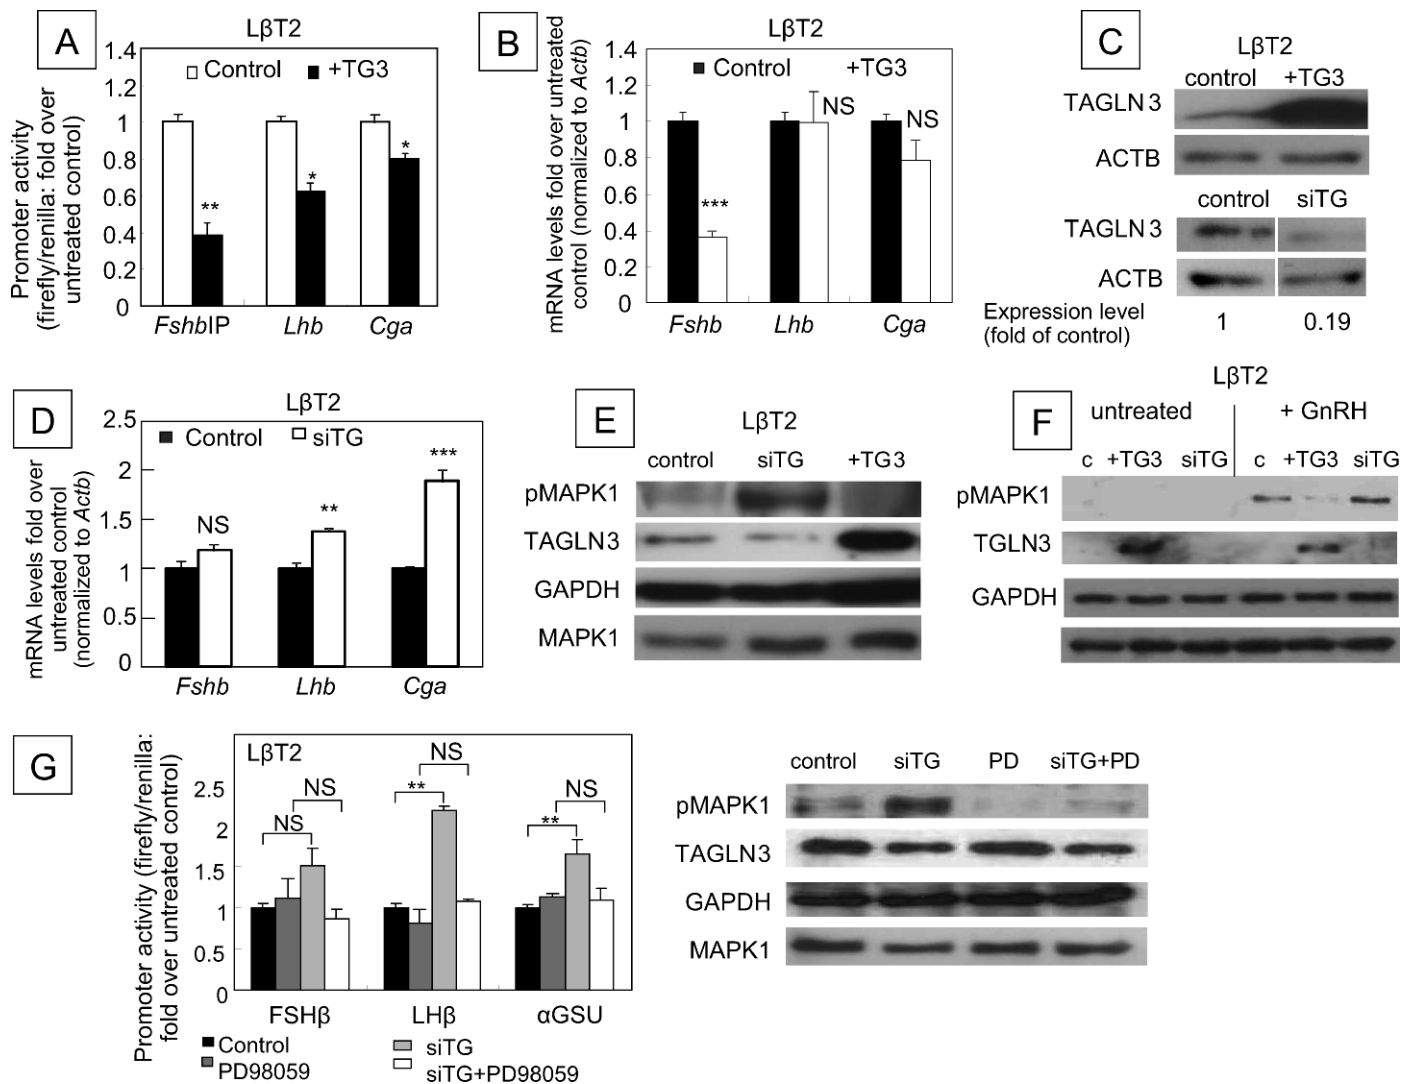 A
LβT2
Promoter activity
(firefly/renilla: fold over
untreated control)
1.4
1.2
1
0.8
0.6
0.4
0.2
0
Control
+TG3
**
*
*
FshbIP
Lhb
Cga
B
LβT2
mRNA levels fold over untreated
control (normalized to Actb)
1.4
1.2
1
0.8
0.6
0.4
0.2
0
Control
+TG3
***
NS
NS
Fshb
Lhb
Cga
C
LβT2
control +TG3
TAGLN3
ACTB
control siTG
TAGLN3
ACTB
Expression level
(fold of control)
1
0.19
D
LβT2
mRNA levels fold over
untreated control
(normalized to Actb)
2.5
2
1.5
1
0.5
0
Control
siTG
NS
**
***
Fshb
Lhb
Cga
E
LβT2
control siTG +TG3
pMAPK1
TAGLN3
GAPDH
MAPK1
F
LβT2
untreated + GnRH
c +TG3 siTG c +TG3 siTG
pMAPK1
TGLN3
GAPDH
G
LβT2
Promoter activity (firefly/renilla:
fold over untreated control)
2.5
2
1.5
1
0.5
0
NS
NS
**
NS
**
NS
FSHβ
LHβ
αGSU
Control
PD98059
siTG
siTG+PD98059
control siTG PD siTG+PD
pMAPK1
TAGLN3
GAPDH
MAPK1